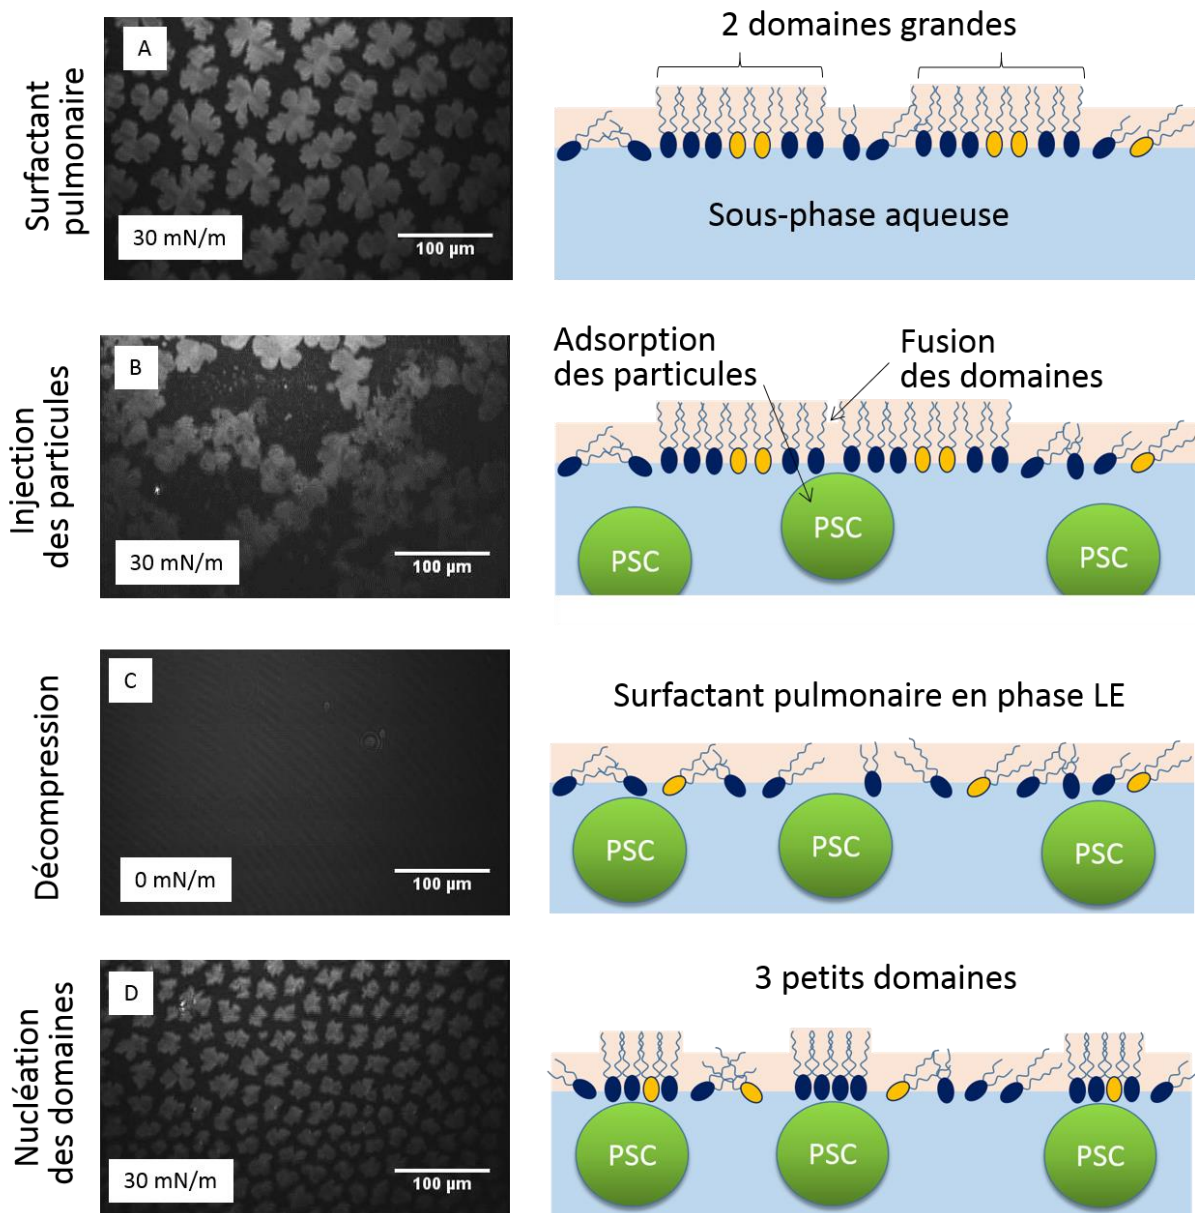 Surfactant
pulmonaire
A
30 mN/m
100 µm
2 domaines grandes
Sous-phase aqueuse
Injection
des particules
B
30 mN/m
100 µm
Adsorption
des particules
Fusion
des domaines
PSC
PSC
PSC
Décompression
C
0 mN/m
100 µm
Surfactant pulmonaire en phase LE
PSC
PSC
PSC
Nucléation
des domaines
D
30 mN/m
100 µm
3 petits domaines
PSC
PSC
PSC